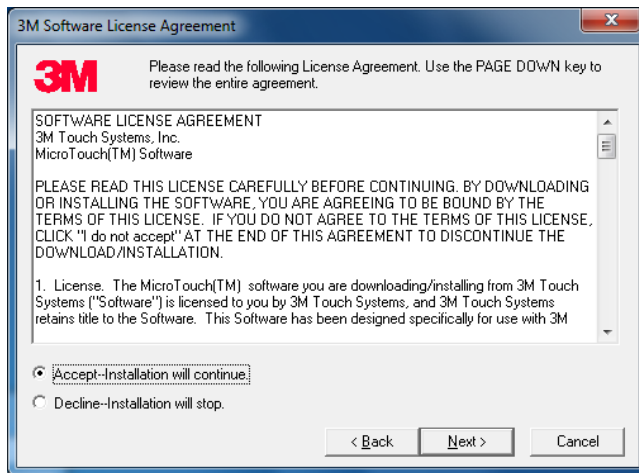 3M Software License Agreement
3M
Please read the following License Agreement. Use the PAGE DOWN key to
review the entire agreement.
SOFTWARE LICENSE AGREEMENT
3M Touch Systems, Inc.
MicroTouch(TM) Software
PLEASE READ THIS LICENSE CAREFULLY BEFORE CONTINUING. BY DOWNLOADING
OR INSTALLING THE SOFTWARE, YOU ARE AGREEING TO BE BOUND BY THE
TERMS OF THIS LICENSE.  IF YOU DO NOT AGREE TO THE TERMS OF THIS LICENSE,
CLICK "I do not accept" AT THE END OF THIS AGREEMENT TO DISCONTINUE THE
DOWNLOAD/INSTALLATION.
1.  License.  The MicroTouch(TM)  software you are downloading/installing from 3M Touch
Systems ("Software") is licensed to you by 3M Touch Systems, and 3M Touch Systems
retains title to the Software.  This Software has been designed specifically for use with 3M
Accept--Installation will continue.
Decline--Installation will stop.
< Back
Next >
Cancel